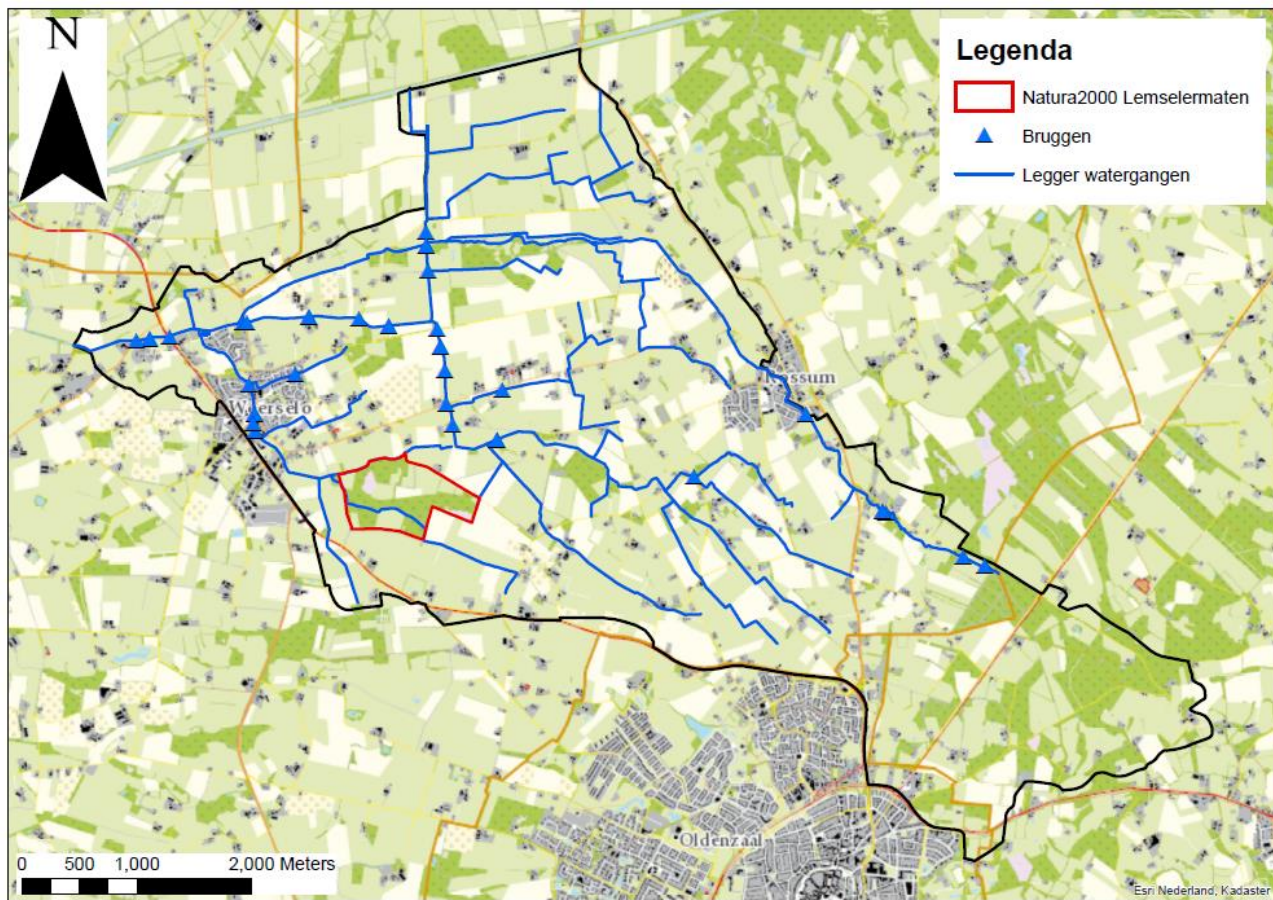 N
Legenda
Natura2000 Lemselermaten
Bruggen
Legger watergangen
Rossum
Weerselo
Oldenzaal
0 500 1,000 2,000 Meters
Esri Nederland, Kadaster